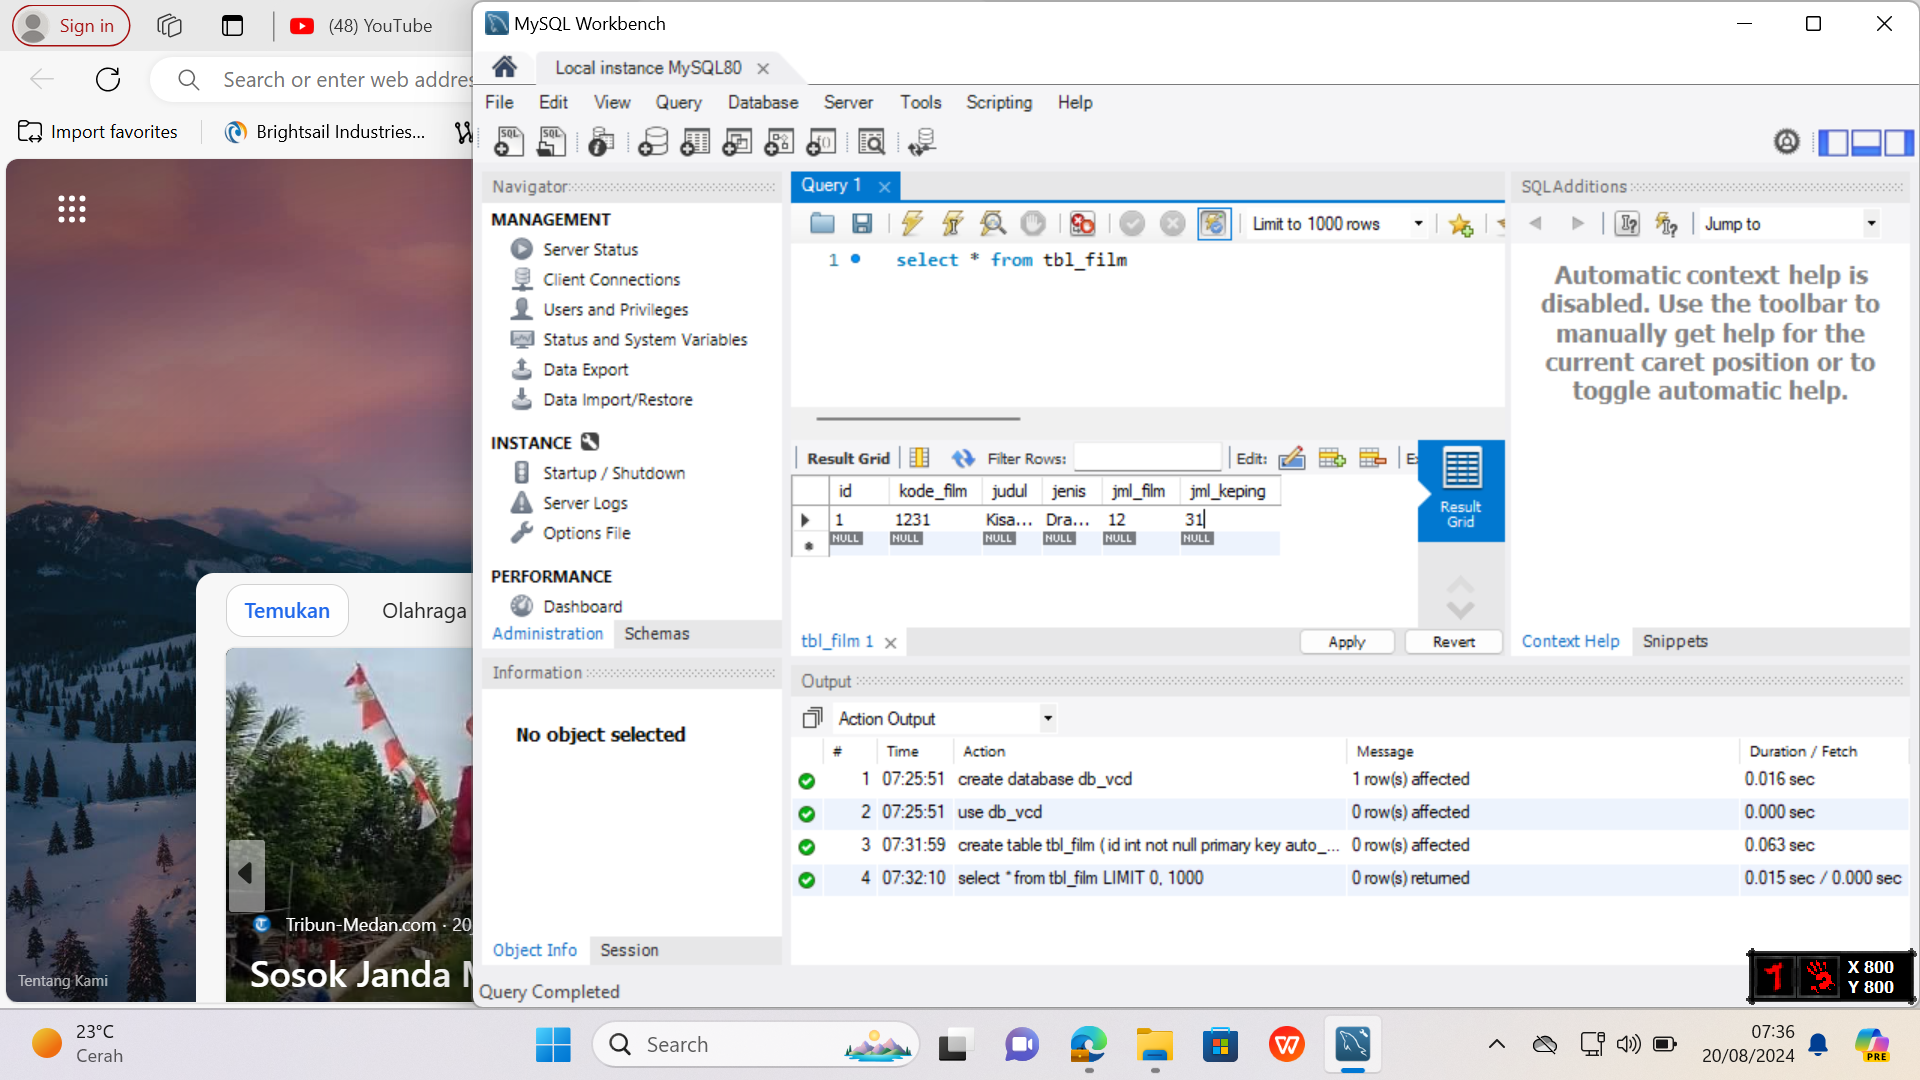 Sign in
(48) YouTube
Search or enter web addres
Import favorites
Brightsail Industries...
Temukan
Olahraga
Tribun-Medan.com · 20
Sosok Janda M
Tentang Kami
MySQL Workbench
Local instance MySQL80
File Edit View Query Database Server Tools Scripting Help
Navigator
MANAGEMENT
Server Status
Client Connections
Users and Privileges
Status and System Variables
Data Export
Data Import/Restore
INSTANCE
Startup / Shutdown
Server Logs
Options File
PERFORMANCE
Dashboard
Administration Schemas
Information
No object selected
Object Info Session
Query Completed
Query 1
Limit to 1000 rows
1 select * from tbl_film
Result Grid Filter Rows: Edit: Ex
id kode_film judul jenis jml_film jml_keping
1 1231 Kisa... Dra... 12 31
NULL NULL NULL NULL NULL NULL
Result
Grid
tbl_film 1
Apply Revert
SQLAdditions
Jump to
Automatic context help is
disabled. Use the toolbar to
manually get help for the
current caret position or to
toggle automatic help.
Context Help Snippets
Output
Action Output
# Time Action Message Duration / Fetch
1 07:25:51 create database db_vcd 1 row(s) affected 0.016 sec
2 07:25:51 use db_vcd 0 row(s) affected 0.000 sec
3 07:31:59 create table tbl_film ( id int not null primary key auto_... 0 row(s) affected 0.063 sec
4 07:32:10 select * from tbl_film LIMIT 0, 1000 0 row(s) returned 0.015 sec / 0.000 sec
X 800
Y 800
23°C
Cerah
Search
07:36
20/08/2024
PRE